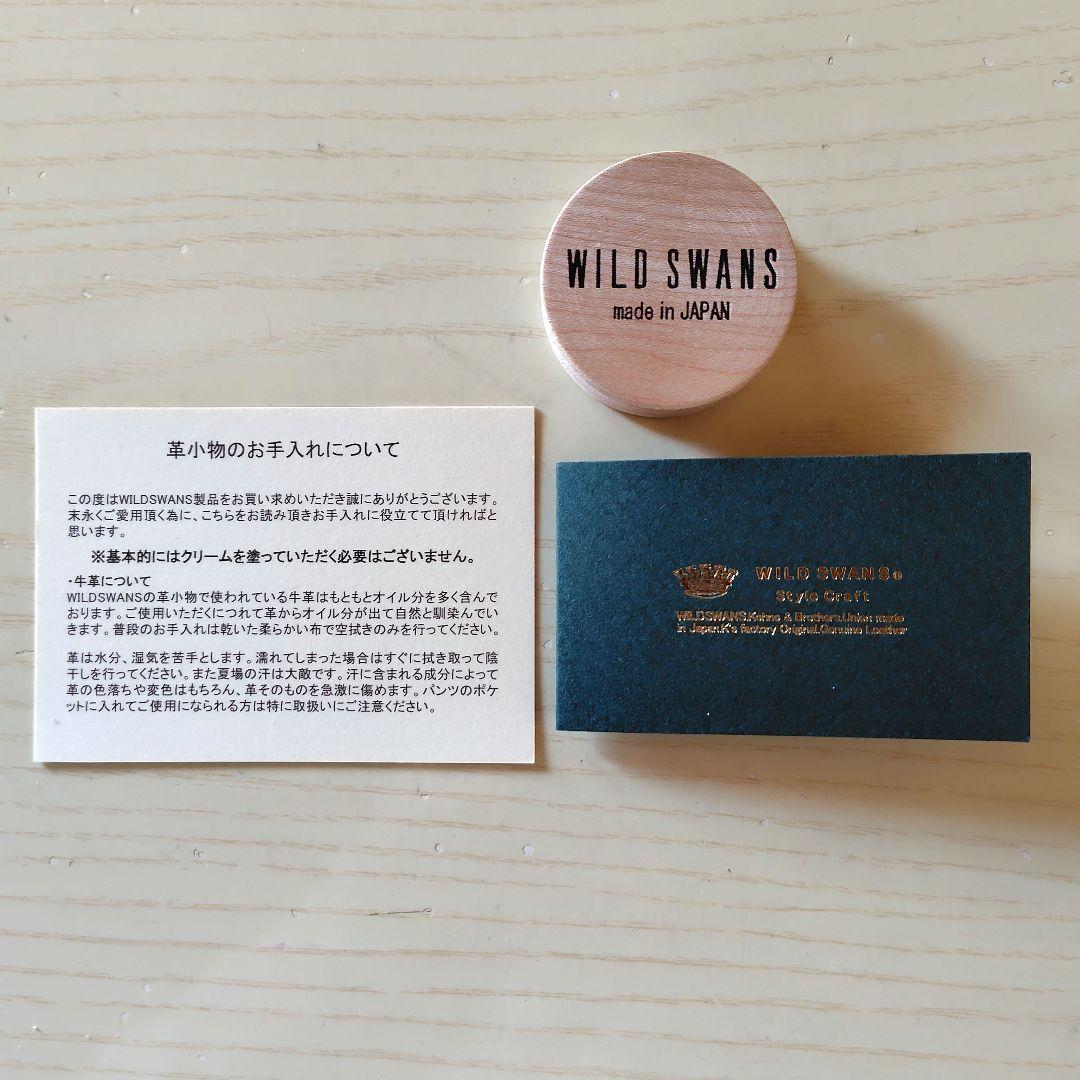 WILD SWANS
made in JAPAN
革小物のお手入れについて
この度はWILDSWANS製品をお買い求めいただき誠にありがとうございます。
末永くご愛用頂く為に、こちらをお読み頂きお手入れに役立てて頂ければと
思います。
※基本的にはクリームを塗っていただく必要はございません。
・牛革について
WILDSWANSの革小物で使われている牛革はもともとオイル分を多く含んで
おります。ご使用いただくにつれて革からオイル分が出て自然と馴染んでい
きます。普段のお手入れは乾いた柔らかい布で空拭きのみを行ってください。
革は水分、湿気を苦手とします。濡れてしまった場合はすぐに拭き取って陰
干しを行ってください。また夏場の汗は大敵です。汗に含まれる成分によって
革の色落ちや変色はもちろん、革そのものを急激に傷めます。パンツのポケ
ットに入れてご使用になられる方は特に取扱いにご注意ください。
WILD SWANS®
Style Craft
WILDSWANS.Kohno & Brothers.Union made
in Japan.K's factory Original.Genuine Leather